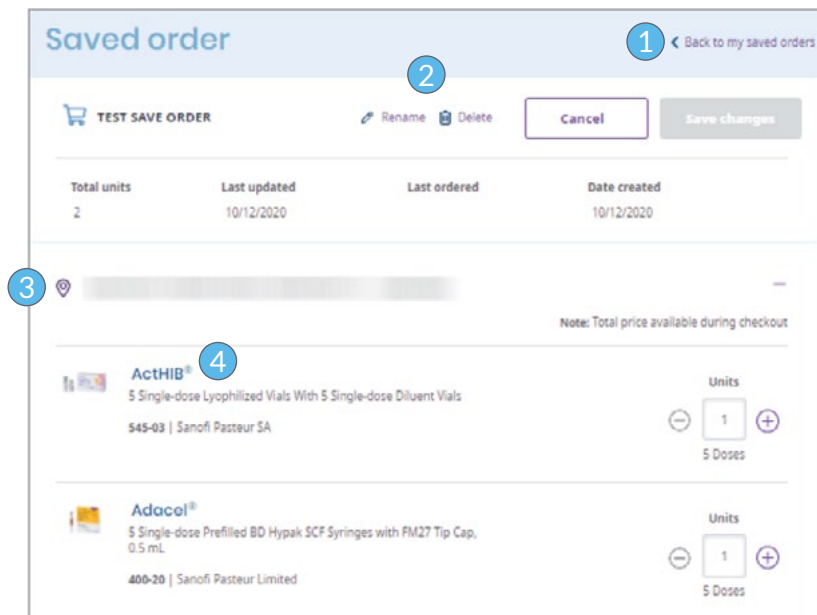 Saved order
1
Back to my saved orders
2
TEST SAVE ORDER
Rename
Delete
Cancel
Save changes
Total units
Last updated
Last ordered
Date created
2
10/12/2020
10/12/2020
3
Note: Total price available during checkout
ActHIB®
4
5 Single-dose Lyophilized Vials With 5 Single-dose Diluent Vials
545-03 | Sanofi Pasteur SA
Units
1
5 Doses
Adacel®
5 Single-dose Prefilled BD Hypak SCF Syringes with FM27 Tip Cap,
0.5 mL
400-20 | Sanofi Pasteur Limited
Units
1
5 Doses